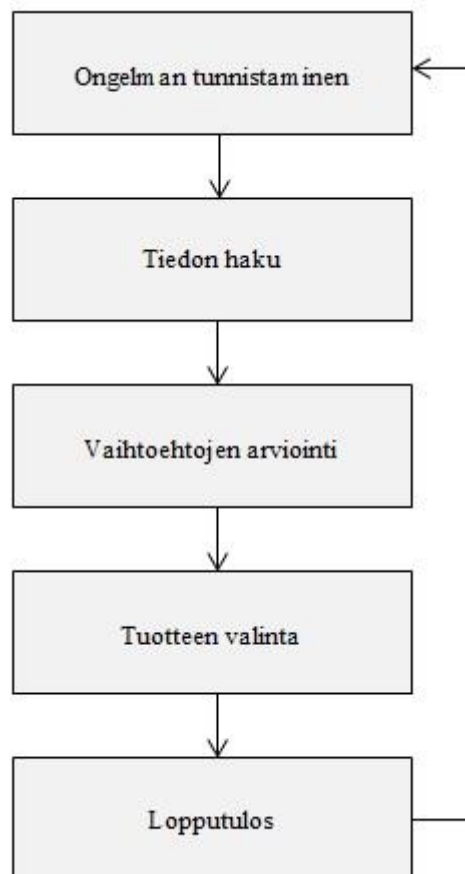 Ongelman tunnistaminen
Tiedon haku
Vaihtoehtojen arviointi
Tuotteen valinta
Lopputulos